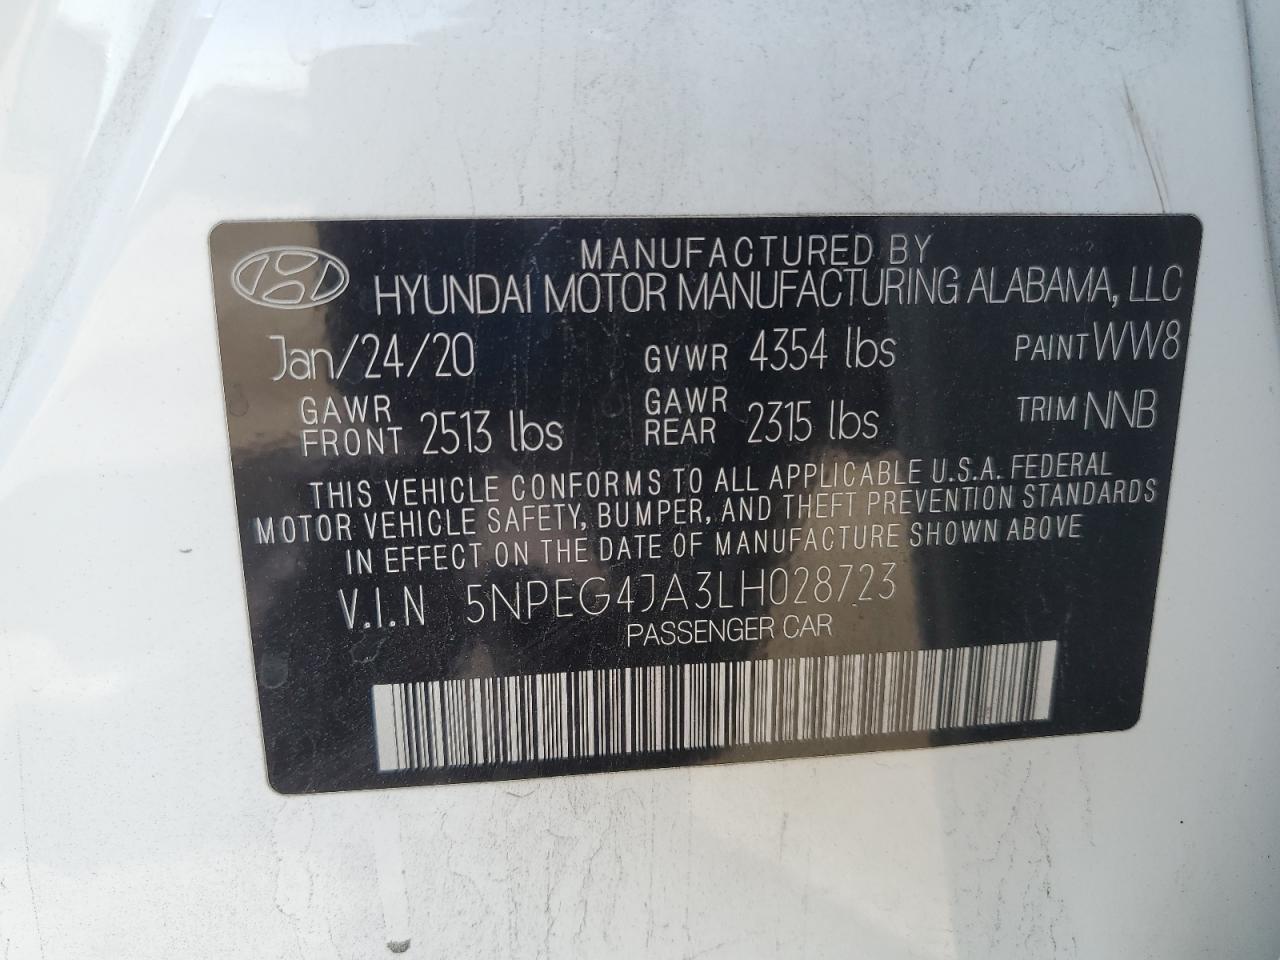 MANUFACTURED BY
HYUNDAI MOTOR MANUFACTURING ALABAMA, LLC
Jan/24/20 GVWR 4354 lbs PAINT WW8
GAWR FRONT 2513 lbs GAWR REAR 2315 lbs TRIM NNB
THIS VEHICLE CONFORMS TO ALL APPLICABLE U.S.A. FEDERAL
MOTOR VEHICLE SAFETY, BUMPER, AND THEFT PREVENTION STANDARDS
IN EFFECT ON THE DATE OF MANUFACTURE SHOWN ABOVE
V.I.N 5NPEG4JA3LH028723
PASSENGER CAR